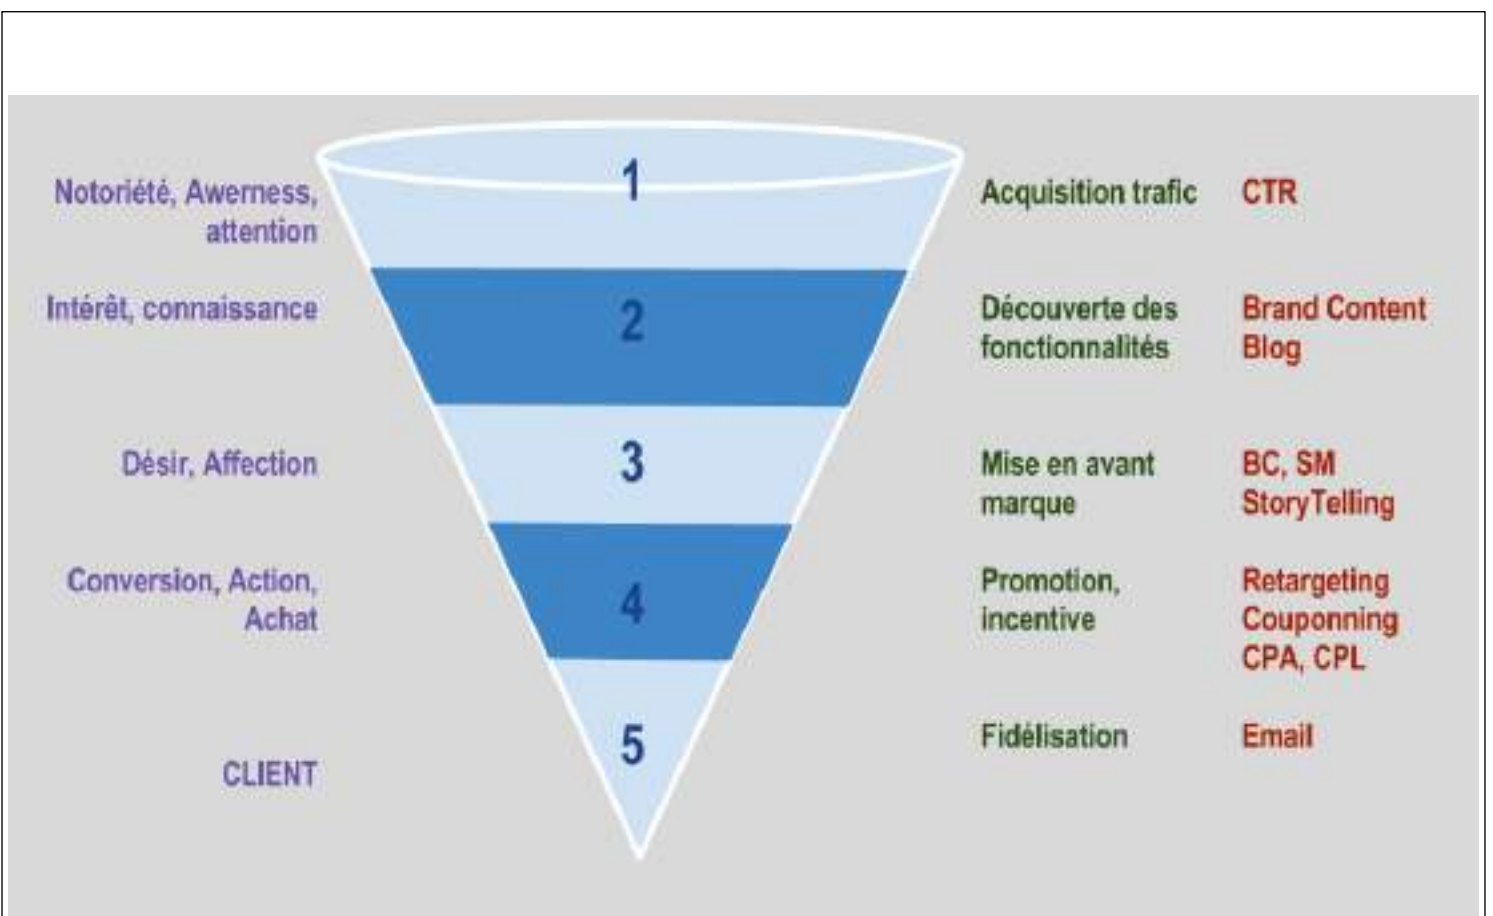 1
Notoriété, Awerness,
attention
Acquisition trafic
CTR
Intérêt, connaissance
2
Découverte des
fonctionnalités
Brand Content
Blog
Désir, Affection
3
Mise en avant
marque
BC, SM
StoryTelling
Conversion, Action,
Achat
4
Promotion,
incentive
Retargeting
Couponning
CPA, CPL
CLIENT
5
Fidélisation
Email